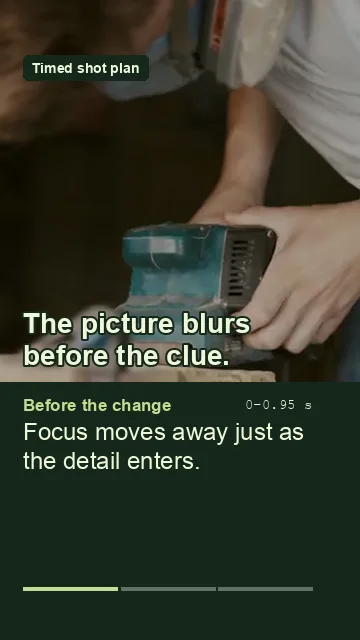 Timed shot plan
The picture blurs
before the clue.
Before the change
0–0.95 s
Focus moves away just as
the detail enters.